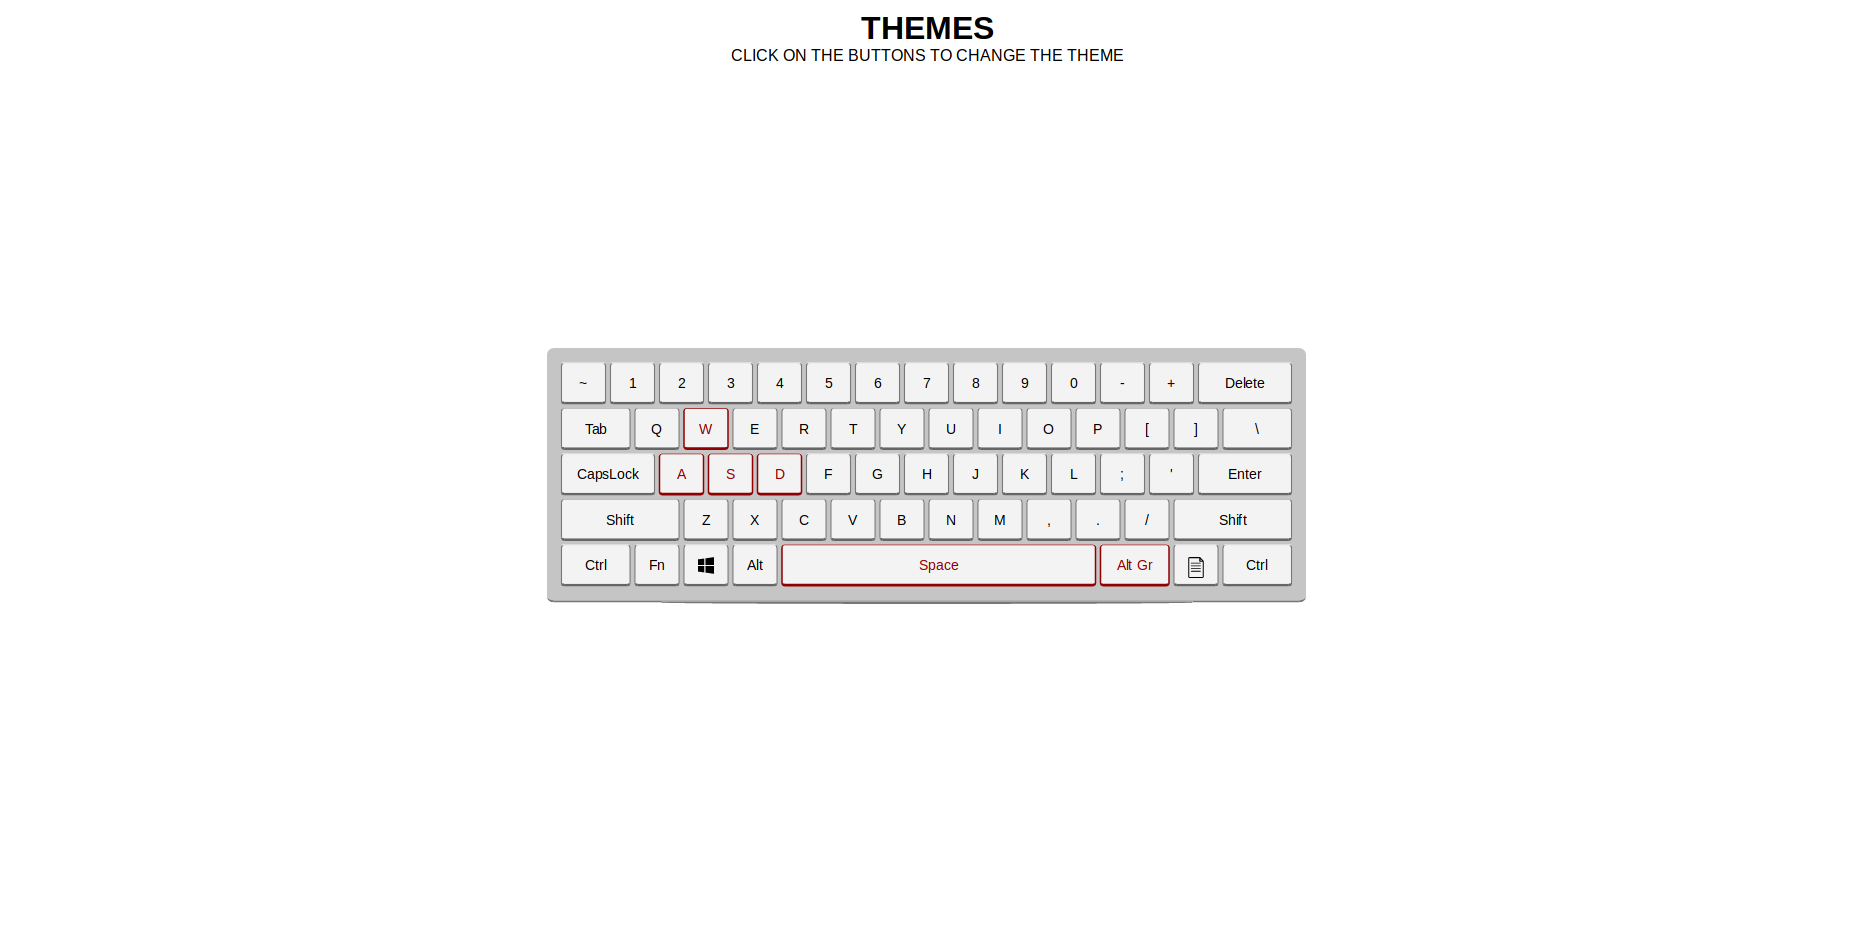 THEMES
CLICK ON THE BUTTONS TO CHANGE THE THEME
~ 1 2 3 4 5 6 7 8 9 0 - + Delete
Tab Q W E R T Y U I O P [ ] \
CapsLock A S D F G H J K L ; ' Enter
Shift Z X C V B N M , . / Shift
Ctrl Fn Alt Space Alt Gr Ctrl